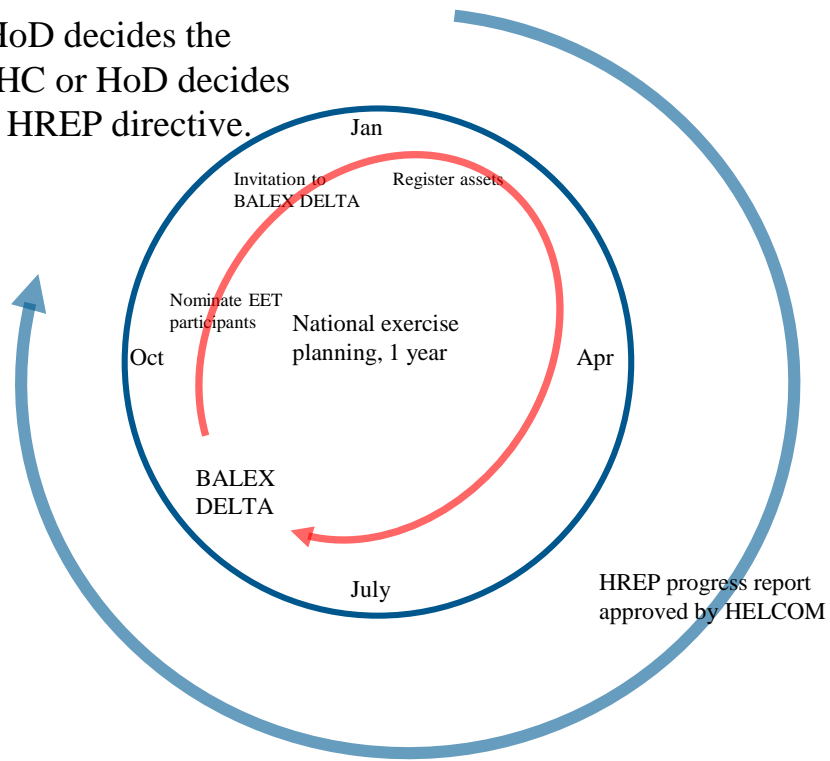 HoD decides the
HC or HoD decides
HREP directive.
Jan
Invitation to
BALEX DELTA
Register assets
Nominate EET
participants
National exercise
planning, 1 year
Oct
Apr
BALEX
DELTA
July
HREP progress report
approved by HELCOM